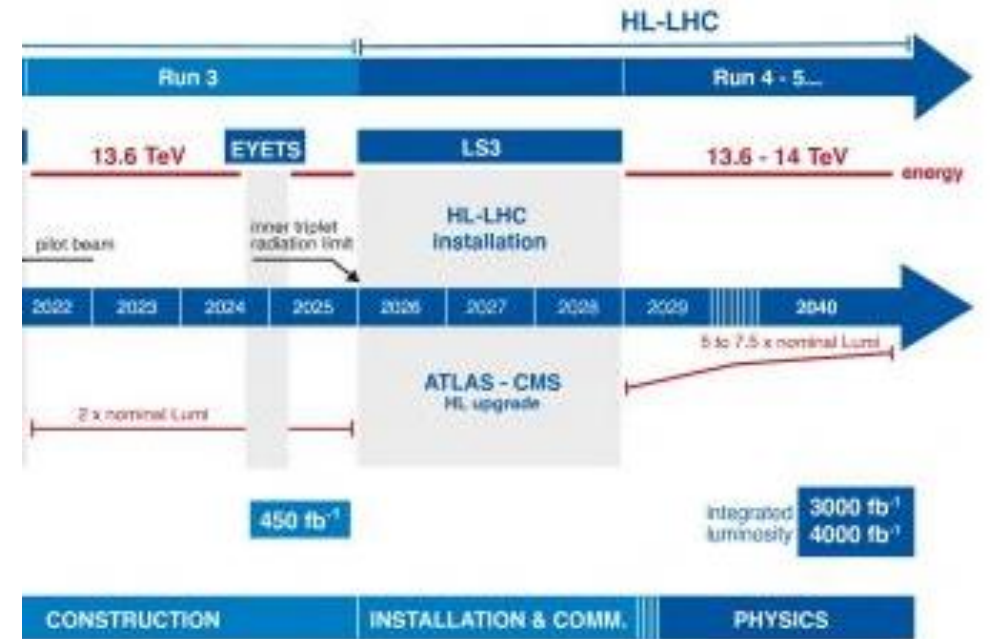 HL-LHC
Run 3
Run 4 - 5...
EYETS
LS3
13.6 TeV
13.6 - 14 TeV
energy
inner triplet
radiation limit
pilot beam
HL-LHC
installation
2022
2023
2024
2025
2026
2027
2028
2029
2040
5 to 7.5 x nominal Lumi
ATLAS - CMS
HL upgrade
2 x nominal Lumi
450 fb⁻¹
integrated
luminosity
3000 fb⁻¹
4000 fb⁻¹
CONSTRUCTION
INSTALLATION & COMM.
PHYSICS